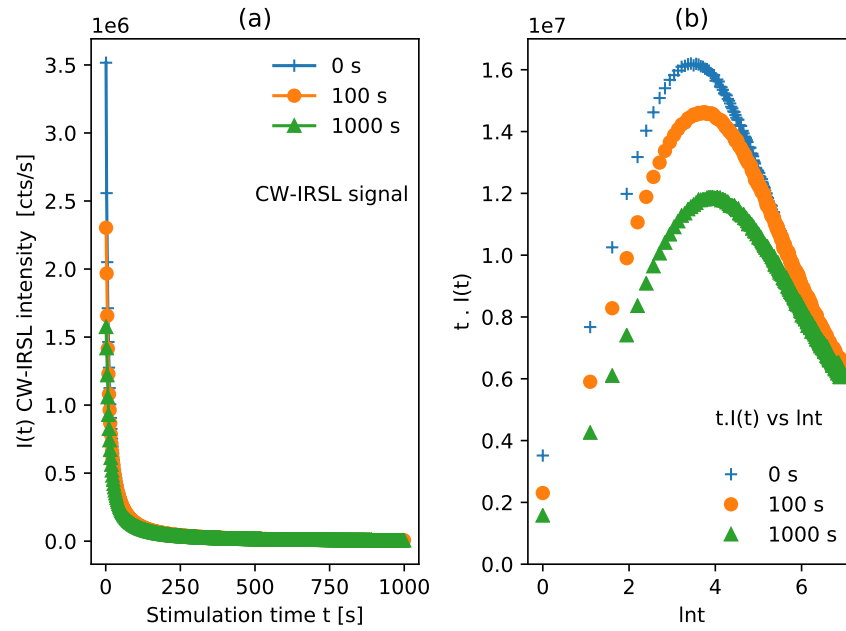 (a)
1e6
I(t) CW-IRSL intensity [cts/s]
3.5
3.0
2.5
2.0
1.5
1.0
0.5
0.0
0 s
100 s
1000 s
CW-IRSL signal
0
250
500
750
1000
Stimulation time t [s]
(b)
1e7
t . I(t)
1.6
1.4
1.2
1.0
0.8
0.6
0.4
0.2
0.0
t.I(t) vs lnt
0 s
100 s
1000 s
0
2
4
6
lnt